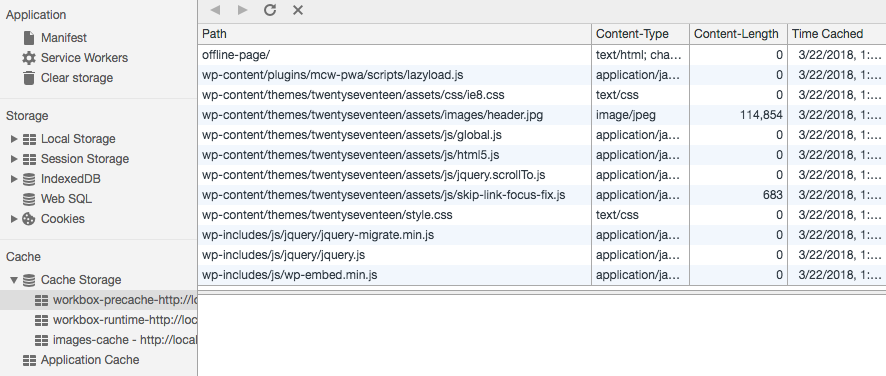 Application
Manifest
Service Workers
Clear storage
Storage
Local Storage
Session Storage
IndexedDB
Web SQL
Cookies
Cache
Cache Storage
workbox-precache-http://lo
workbox-runtime-http://loc
images-cache - http://local
Application Cache
Path Content-Type Content-Length Time Cached
offline-page/ text/html; cha... 0 3/22/2018, 1:...
wp-content/plugins/mcw-pwa/scripts/lazyload.js application/ja... 0 3/22/2018, 1:...
wp-content/themes/twentyseventeen/assets/css/ie8.css text/css 0 3/22/2018, 1:...
wp-content/themes/twentyseventeen/assets/images/header.jpg image/jpeg 114,854 3/22/2018, 1:...
wp-content/themes/twentyseventeen/assets/js/global.js application/ja... 0 3/22/2018, 1:...
wp-content/themes/twentyseventeen/assets/js/html5.js application/ja... 0 3/22/2018, 1:...
wp-content/themes/twentyseventeen/assets/js/jquery.scrollTo.js application/ja... 0 3/22/2018, 1:...
wp-content/themes/twentyseventeen/assets/js/skip-link-focus-fix.js application/ja... 683 3/22/2018, 1:...
wp-content/themes/twentyseventeen/style.css text/css 0 3/22/2018, 1:...
wp-includes/js/jquery/jquery-migrate.min.js application/ja... 0 3/22/2018, 1:...
wp-includes/js/jquery/jquery.js application/ja... 0 3/22/2018, 1:...
wp-includes/js/wp-embed.min.js application/ja... 0 3/22/2018, 1:...